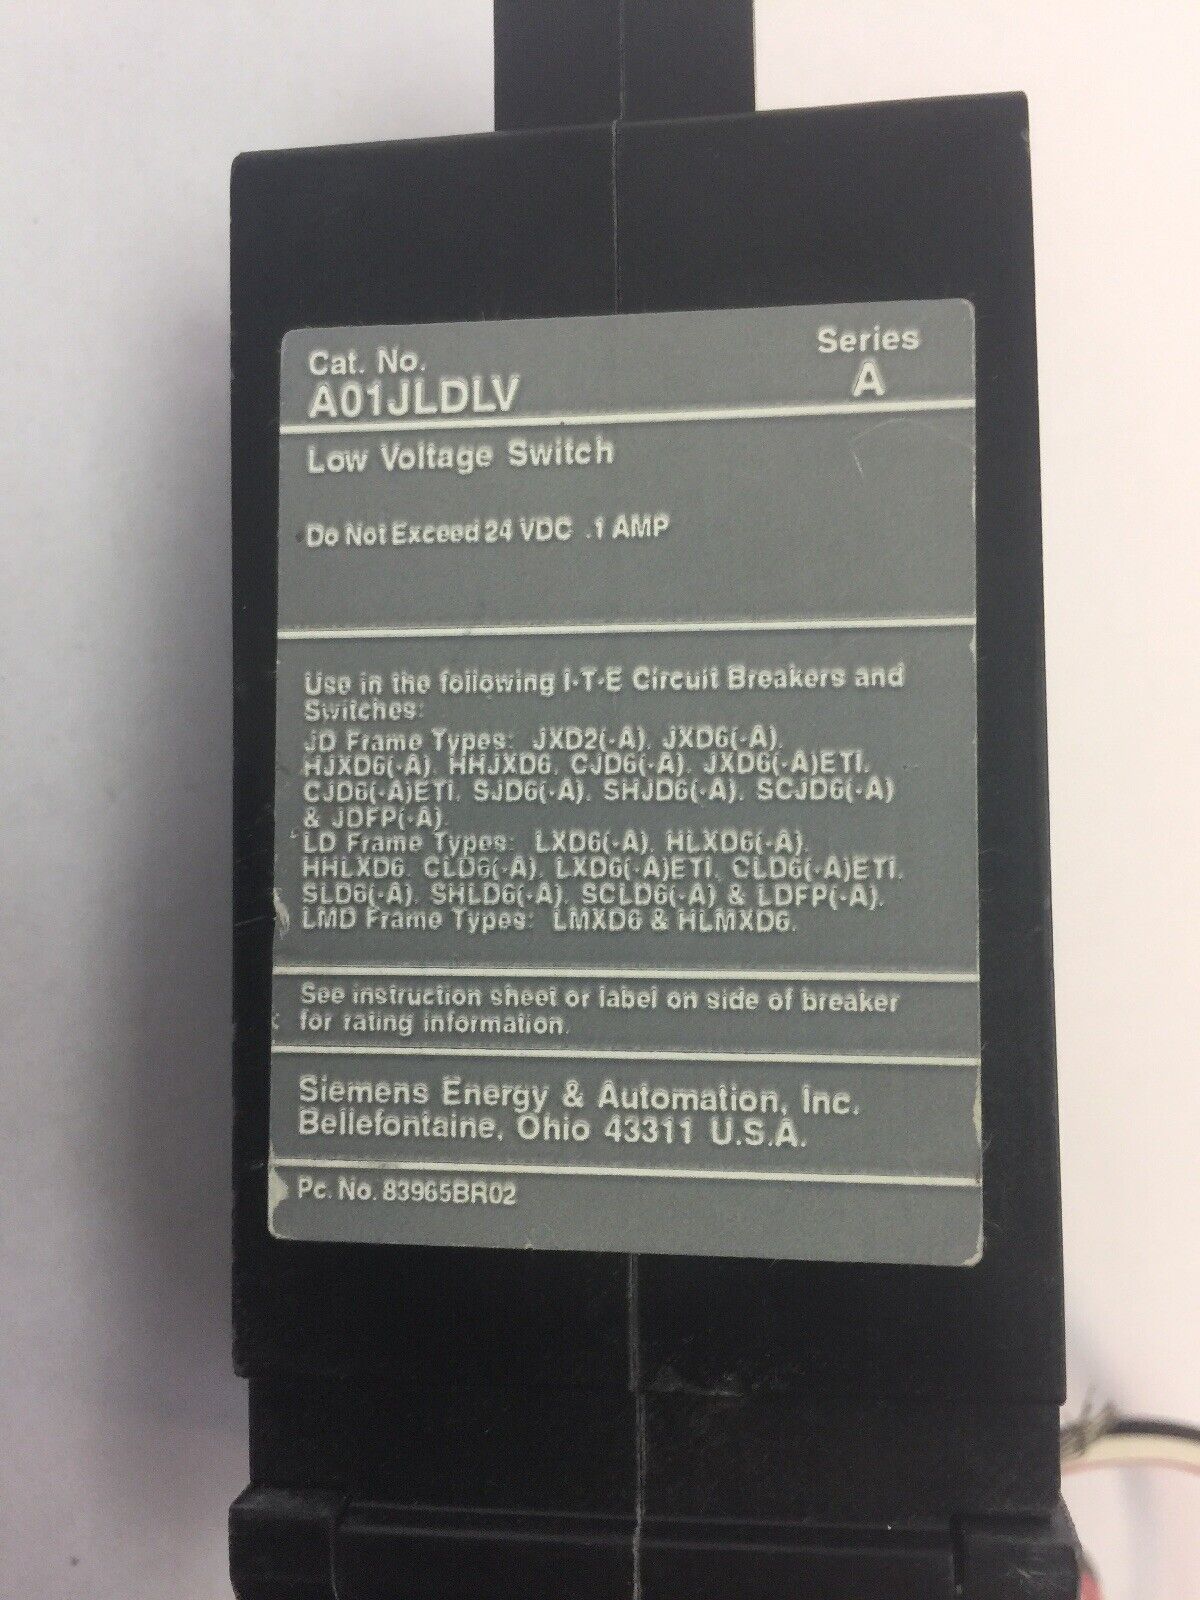 Cat. No.
A01JLDLV
Series
A
Low Voltage Switch
Do Not Exceed 24 VDC .1 AMP
Use in the following I-T-E Circuit Breakers and
Switches:
JD Frame Types: JXD2(-A), JXD6(-A),
HJXD6(-A), HHJXD6, CJD6(-A), JXD6(-A)ETI,
CJD6(-A)ETI, SJD6(-A), SHJD6(-A), SCJD6(-A)
& JDFP(-A).
LD Frame Types: LXD6(-A), HLXD6(-A),
HHLXD6, CLD6(-A), LXD6(-A)ETI, CLD6(-A)ETI,
SLD6(-A), SHLD6(-A), SCLD6(-A) & LDFP(-A).
LMD Frame Types: LMXD6 & HLMXD6.
See instruction sheet or label on side of breaker
for rating information.
Siemens Energy & Automation, Inc.
Bellefontaine, Ohio 43311 U.S.A.
Pc. No. 83965BR02